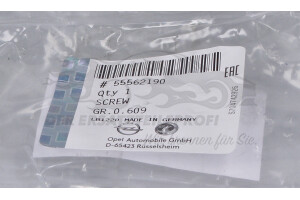 # 55562190
Qty 1
SCREW
GR.0.609
MADE IN GERMANY
Opel Automobile GmbH
D-65423 Rüsselsheim
EAC